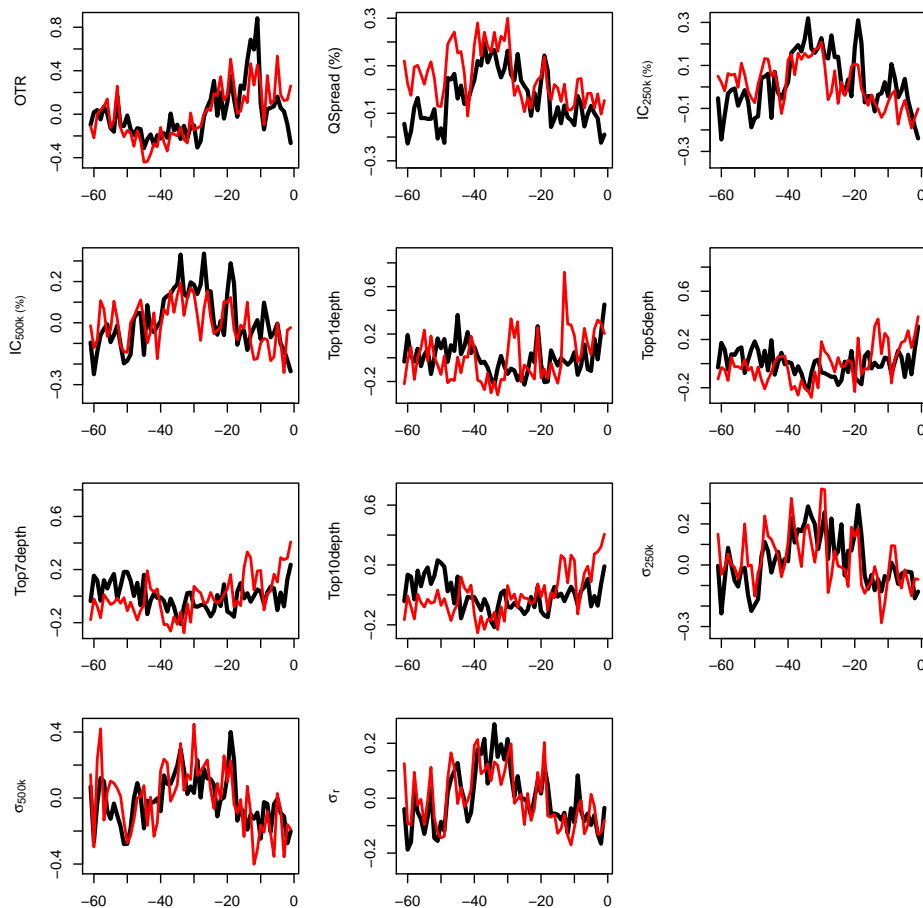 OTR
0.8
0.4
0.0
−0.4
−60 −40 −20 0
QSpread (%)
0.3
0.1
−0.1
−0.3
−60 −40 −20 0
IC250k (%)
0.3
0.1
−0.1
−0.3
−60 −40 −20 0
IC500k (%)
0.2
0.0
−0.3
−60 −40 −20 0
Top1depth
0.6
0.2
−0.2
−60 −40 −20 0
Top5depth
0.6
0.2
−0.2
−60 −40 −20 0
Top7depth
0.6
0.2
−0.2
−60 −40 −20 0
Top10depth
0.6
0.2
−0.2
−60 −40 −20 0
σ250k
0.2
0.0
−0.3
−60 −40 −20 0
σ500k
0.4
0.0
−0.4
−60 −40 −20 0
σr
0.2
0.0
−0.2
−60 −40 −20 0